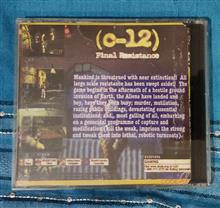 (c-12)
Final Resistance
Mankind is threatened with near extinction!! All
large scale resistance has been swept aside. The
game begins in the aftermath of a hostile ground
invasion of Earth, the Aliens have landed and
boy, have they been busy; murder, mutilation,
razing public buildings, devastating essential
institutions; and, most galling of all, embarking
on a genocidal programme of capture and
modification (kill the weak, imprison the strong
and tweak them into lethal, robotic turncoats).